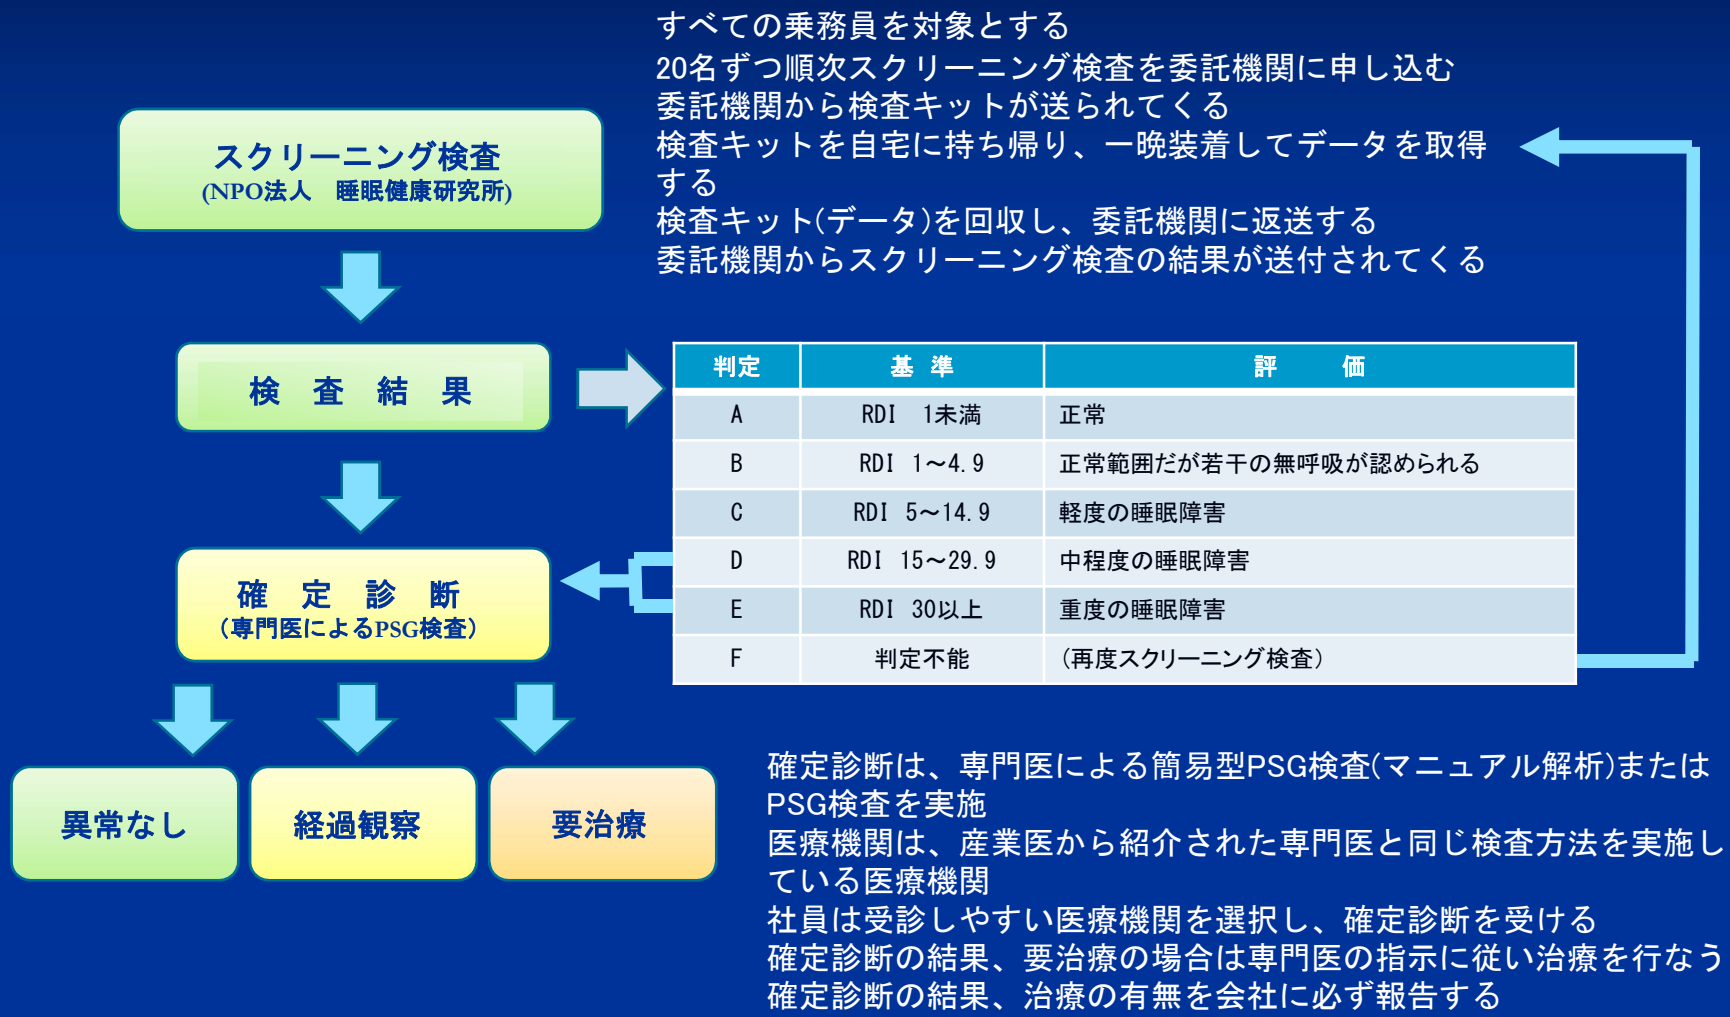 すべての乗務員を対象とする
20名ずつ順次スクリーニング検査を委託機関に申し込む
委託機関から検査キットが送られてくる
検査キットを自宅に持ち帰り、一晩装着してデータを取得
する
検査キット(データ)を回収し、委託機関に返送する
委託機関からスクリーニング検査の結果が送付されてくる
スクリーニング検査
(NPO法人　睡眠健康研究所)
検　査　結　果
判定　基 準　評　価
A　RDI　1未満　正常
B　RDI 1～4.9　正常範囲だが若干の無呼吸が認められる
C　RDI 5～14.9　軽度の睡眠障害
D　RDI 15～29.9　中程度の睡眠障害
E　RDI 30以上　重度の睡眠障害
F　判定不能　（再度スクリーニング検査）
確　定　診　断
（専門医によるPSG検査）
異常なし
経過観察
要治療
確定診断は、専門医による簡易型PSG検査(マニュアル解析)または
PSG検査を実施
医療機関は、産業医から紹介された専門医と同じ検査方法を実施し
ている医療機関
社員は受診しやすい医療機関を選択し、確定診断を受ける
確定診断の結果、要治療の場合は専門医の指示に従い治療を行なう
確定診断の結果、治療の有無を会社に必ず報告する